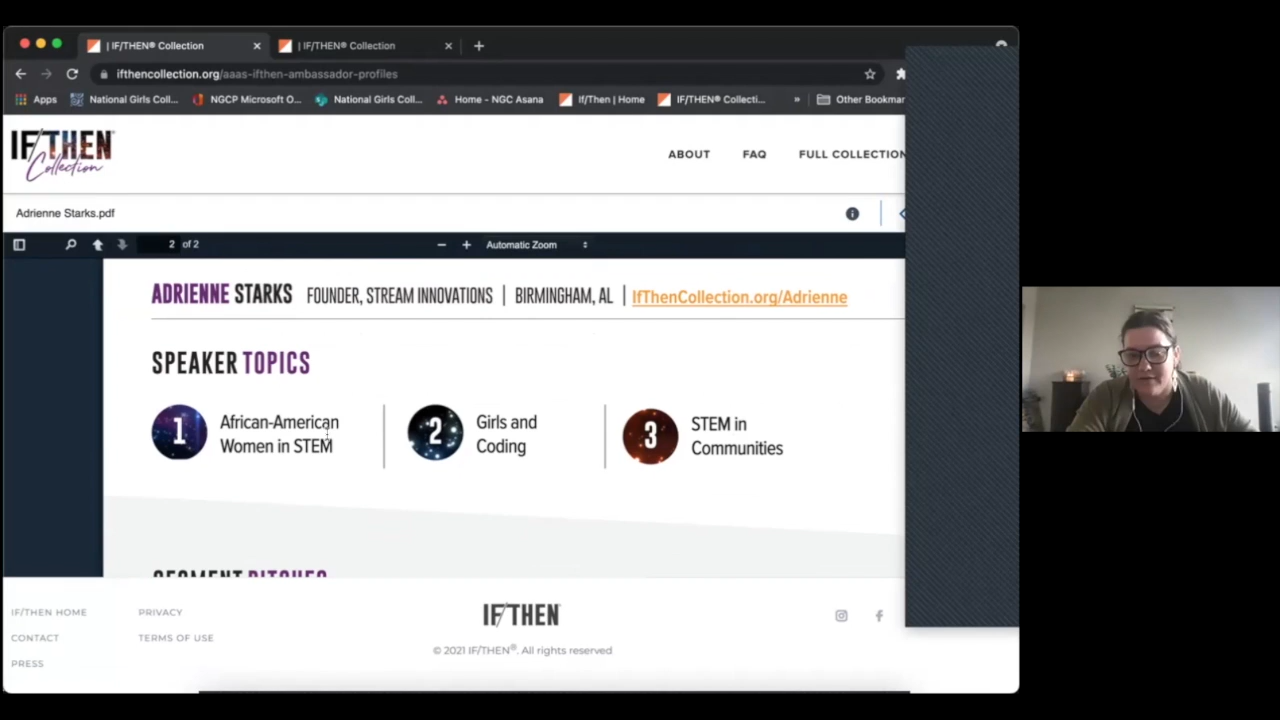 | IF/THEN® Collection
| IF/THEN® Collection
ifthencollection.org/aaas-ifthen-ambassador-profiles
Apps
National Girls Coll...
NGCP Microsoft O...
National Girls Coll...
Home - NGC Asana
If/Then | Home
IF/THEN® Collecti...
»
Other Bookmar
IF/THEN®
Collection
ABOUT
FAQ
FULL COLLECTION
Adrienne Starks.pdf
2 of 2
Automatic Zoom
ADRIENNE STARKS FOUNDER, STREAM INNOVATIONS | BIRMINGHAM, AL | IfThenCollection.org/Adrienne
SPEAKER TOPICS
1
African-American
Women in STEM
2
Girls and
Coding
3
STEM in
Communities
SEGMENT PITCHES
IF/THEN HOME
PRIVACY
CONTACT
TERMS OF USE
PRESS
IF/THEN
© 2021 IF/THEN®. All rights reserved